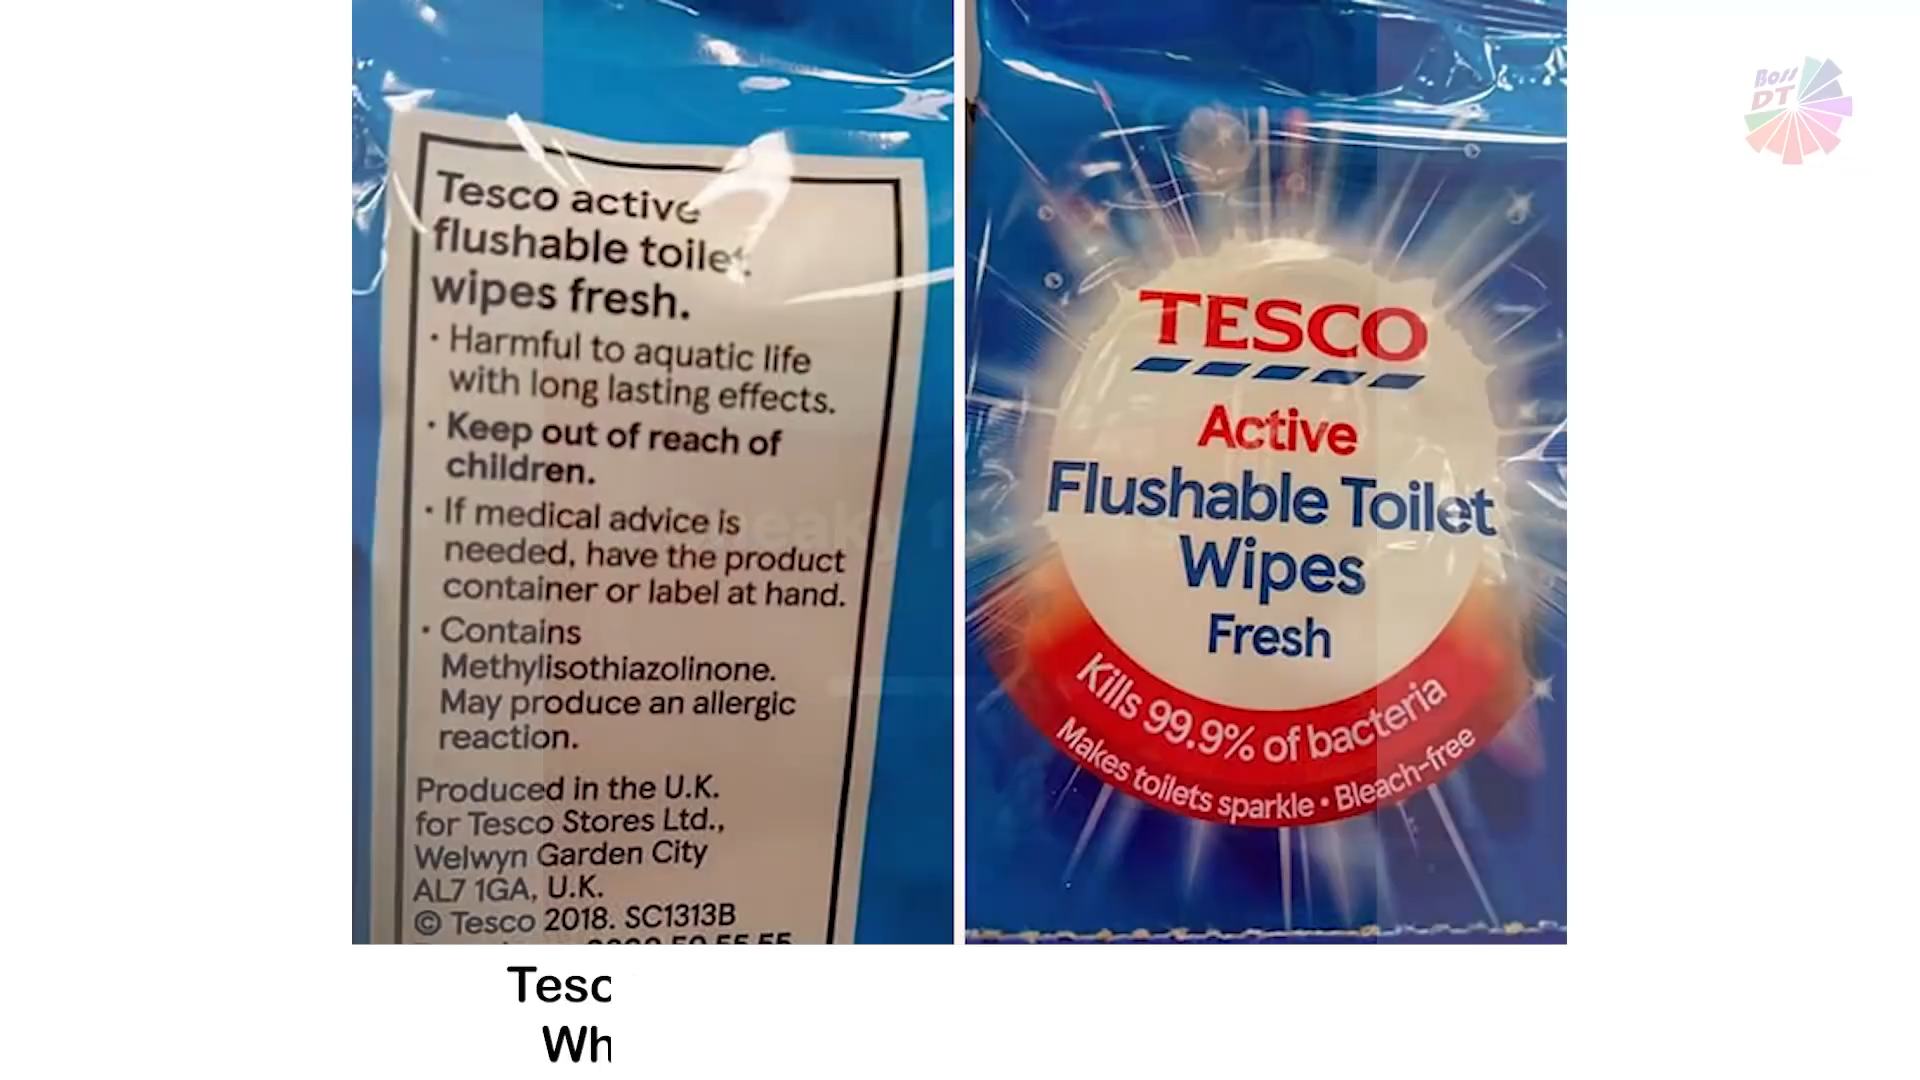 Tesco active
flushable toilet
wipes fresh.
· Harmful to aquatic life
with long lasting effects.
· Keep out of reach of
children.
· If medical advice is
needed, have the product
container or label at hand.
· Contains
Methylisothiazolinone.
May produce an allergic
reaction.
Produced in the U.K.
for Tesco Stores Ltd.,
Welwyn Garden City
AL7 1GA, U.K.
© Tesco 2018. SC1313B
TESCO
Active
Flushable Toilet
Wipes
Fresh
Kills 99.9% of bacteria
Makes toilets sparkle • Bleach-free
Boss
DT
Tesc
Wh